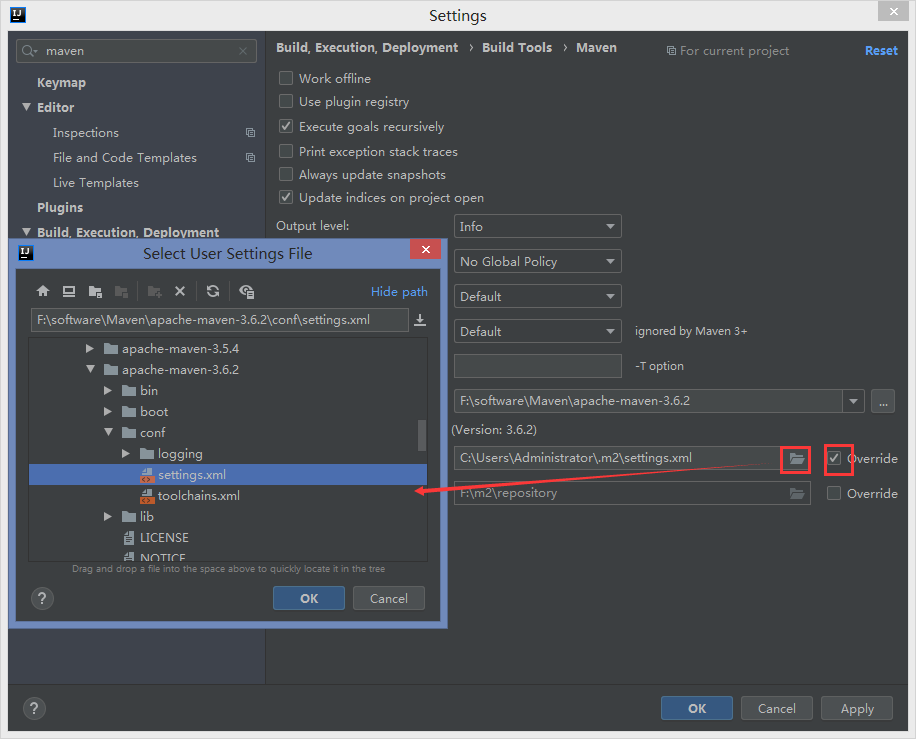 Settings
maven
Keymap
Editor
Inspections
File and Code Templates
Live Templates
Plugins
Build, Execution, Deployment
Build, Execution, Deployment › Build Tools › Maven
For current project
Reset
Work offline
Use plugin registry
Execute goals recursively
Print exception stack traces
Always update snapshots
Update indices on project open
Output level:
Info
No Global Policy
Default
Default
ignored by Maven 3+
-T option
F:\software\Maven\apache-maven-3.6.2
...
(Version: 3.6.2)
C:\Users\Administrator\.m2\settings.xml
Override
F:\m2\repository
Override
Select User Settings File
Hide path
F:\software\Maven\apache-maven-3.6.2\conf\settings.xml
apache-maven-3.5.4
apache-maven-3.6.2
bin
boot
conf
logging
settings.xml
toolchains.xml
lib
LICENSE
NOTICE
Drag and drop a file into the space above to quickly locate it in the tree
?
OK
Cancel
?
OK
Cancel
Apply